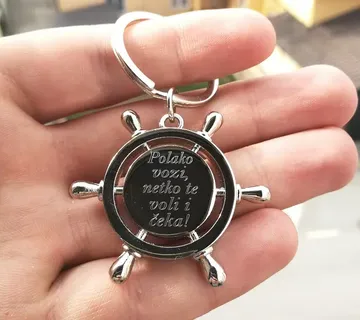 Polako
vozi,
netko te
voli i
čeka!